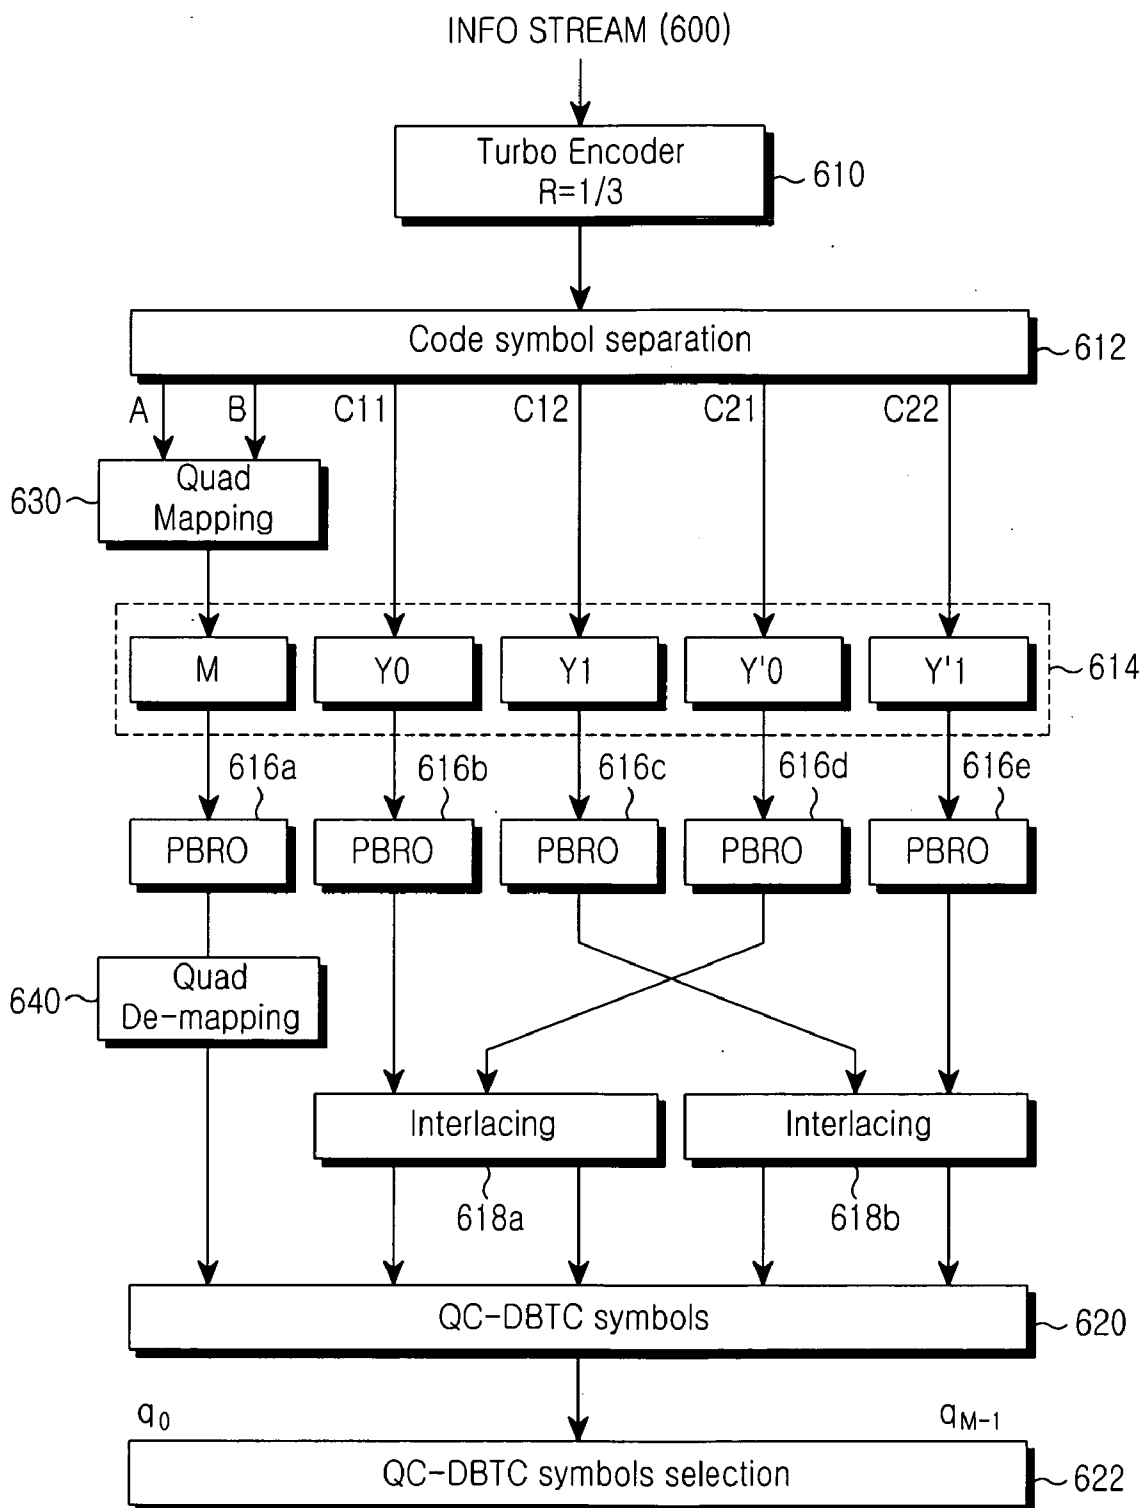 INFO STREAM (600)
Turbo Encoder
R=1/3
610
Code symbol separation
612
A
B
C11
C12
C21
C22
630
Quad
Mapping
M
Y0
Y1
Y'0
Y'1
614
616a
616b
616c
616d
616e
PBRO
PBRO
PBRO
PBRO
PBRO
640
Quad
De-mapping
Interlacing
Interlacing
618a
618b
QC-DBTC symbols
620
q0
qM-1
QC-DBTC symbols selection
622